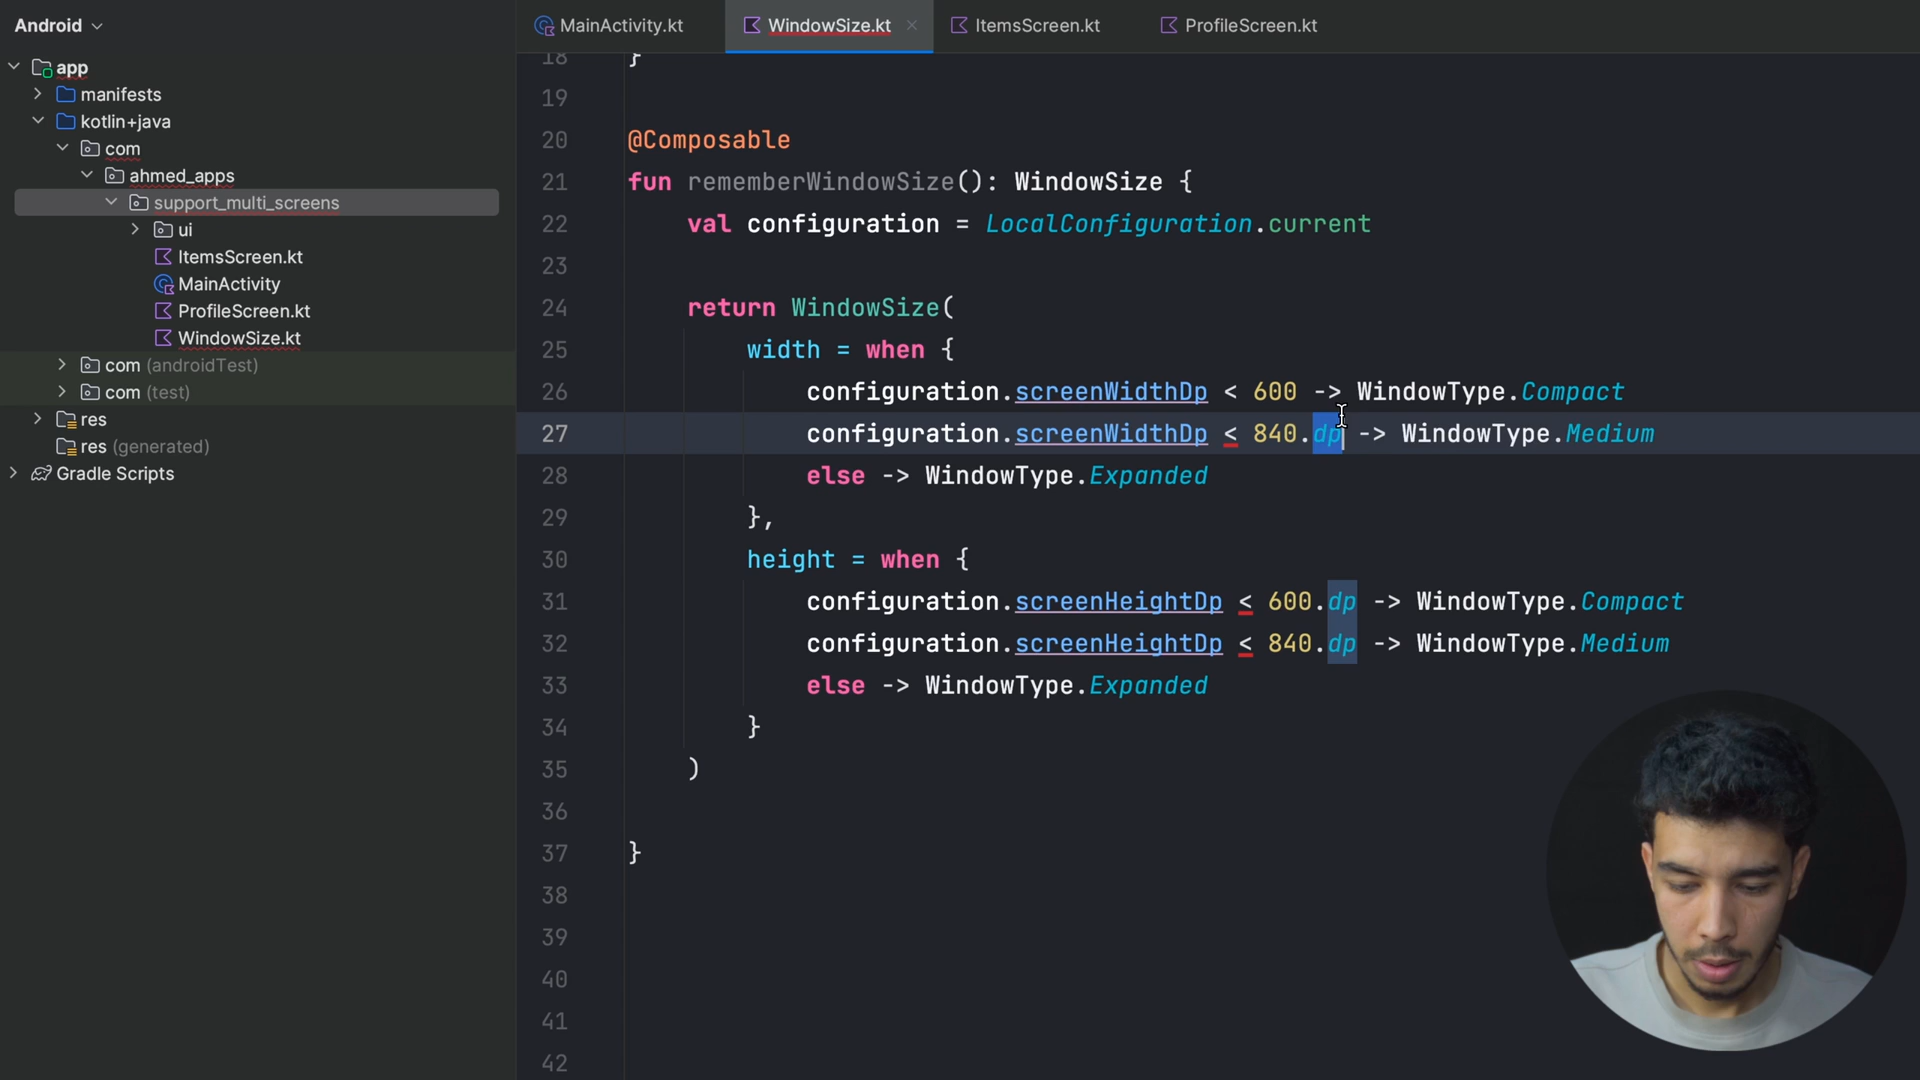 Android
app
manifests
kotlin+java
com
ahmed_apps
support_multi_screens
ui
ItemsScreen.kt
MainActivity
ProfileScreen.kt
WindowSize.kt
com (androidTest)
com (test)
res
res (generated)
Gradle Scripts
MainActivity.kt
WindowSize.kt
ItemsScreen.kt
ProfileScreen.kt
18 }
19
20 @Composable
21 fun rememberWindowSize(): WindowSize {
22 val configuration = LocalConfiguration.current
23
24 return WindowSize(
25 width = when {
26 configuration.screenWidthDp < 600 -> WindowType.Compact
27 configuration.screenWidthDp < 840.dp -> WindowType.Medium
28 else -> WindowType.Expanded
29 },
30 height = when {
31 configuration.screenHeightDp < 600.dp -> WindowType.Compact
32 configuration.screenHeightDp < 840.dp -> WindowType.Medium
33 else -> WindowType.Expanded
34 }
35 )
36
37 }
38
39
40
41
42